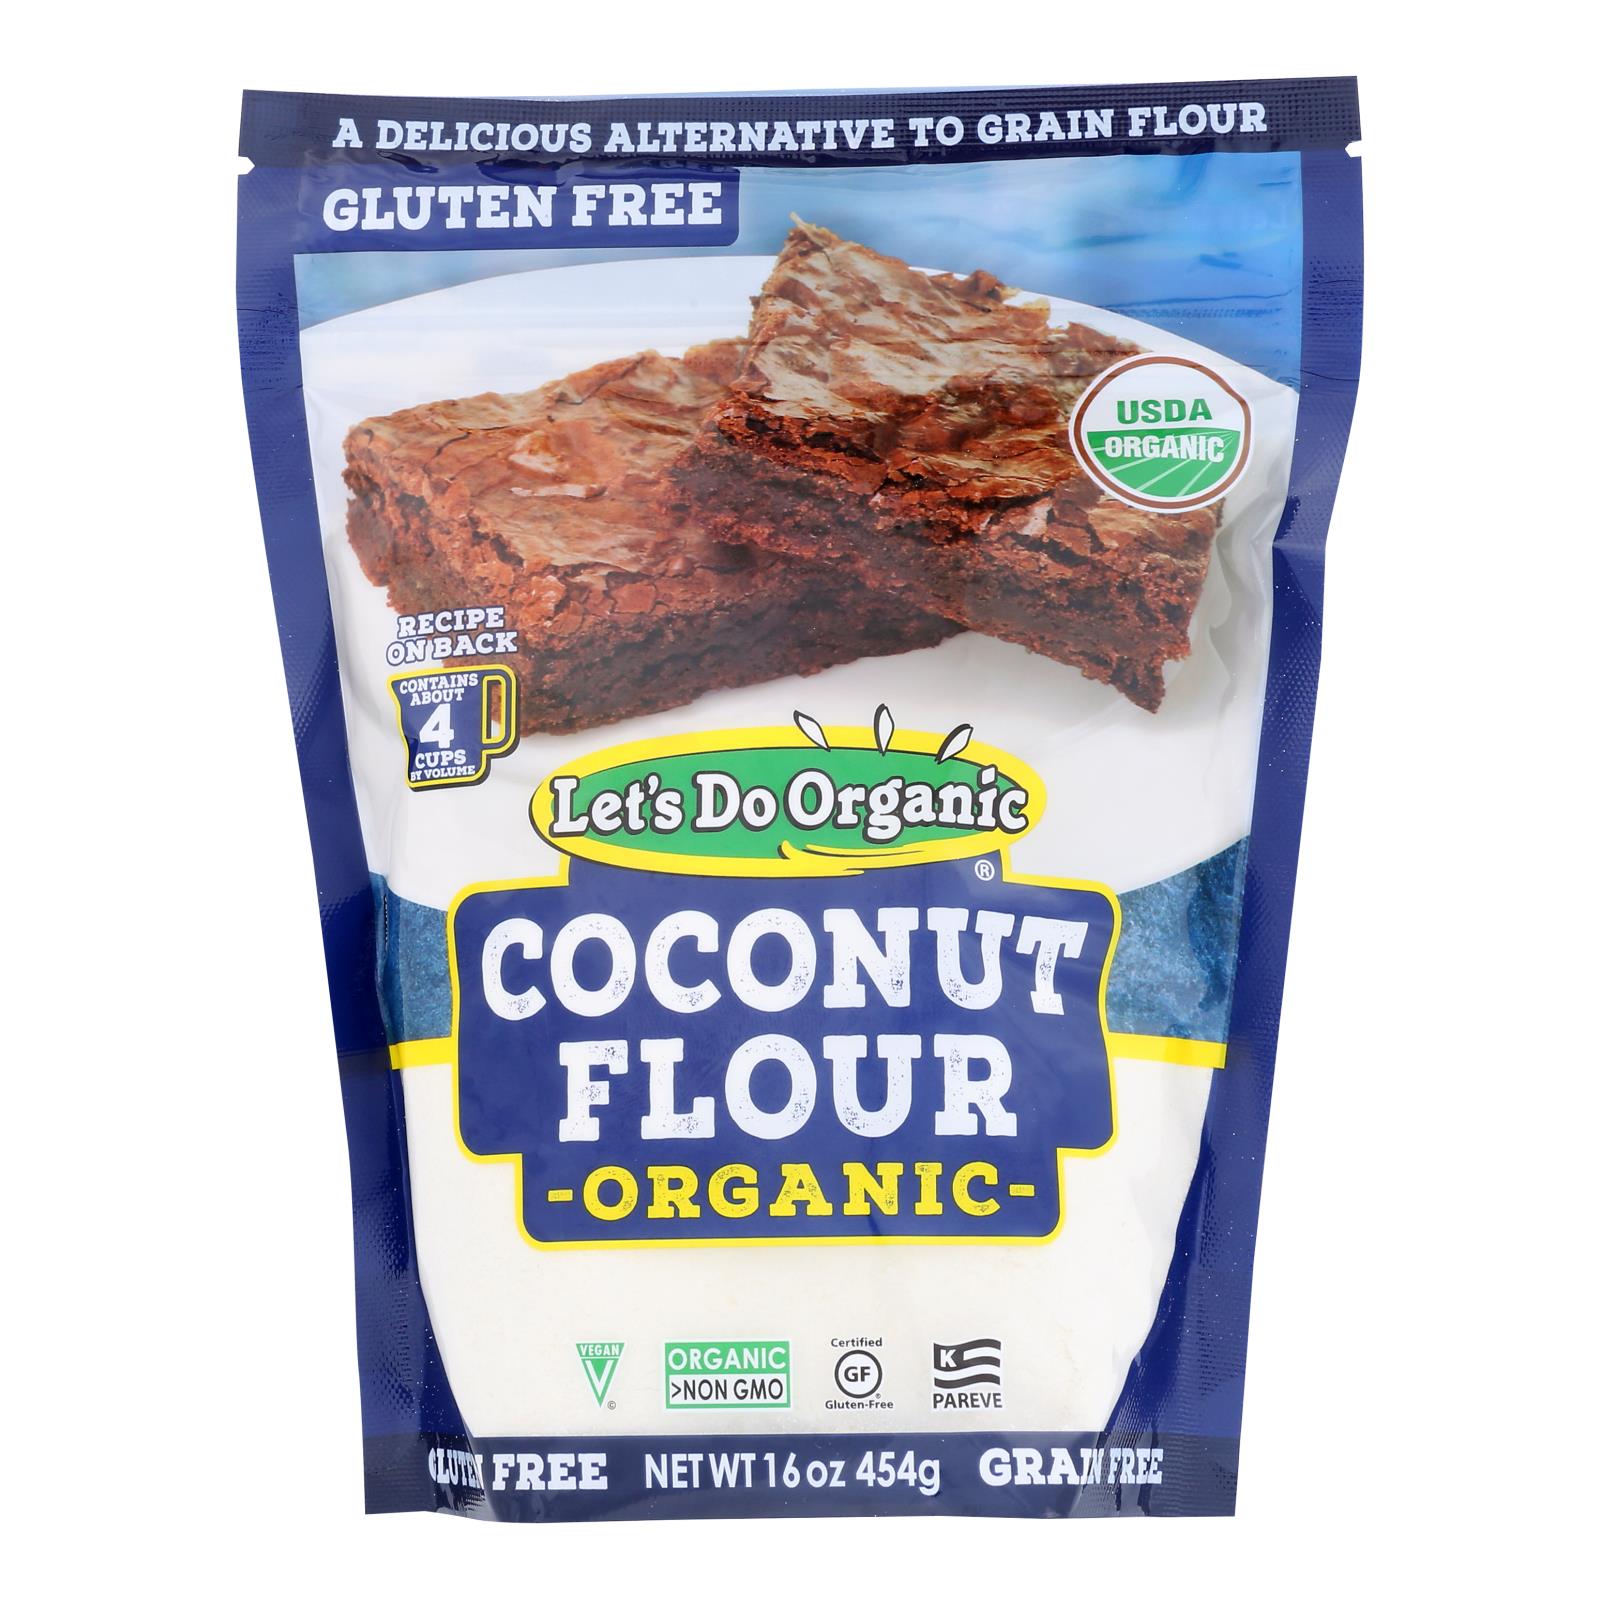 A DELICIOUS ALTERNATIVE TO GRAIN FLOUR
GLUTEN FREE
USDA
ORGANIC
RECIPE
ON BACK
CONTAINS
ABOUT
4
CUPS
BY VOLUME
Let's Do Organic
®
COCONUT
FLOUR
-ORGANIC-
VEGAN
V
©
ORGANIC
>NON GMO
Certified
GF
®
Gluten-Free
K
PAREVE
GLUTEN FREE
NET WT 16 oz 454g
GRAIN FREE